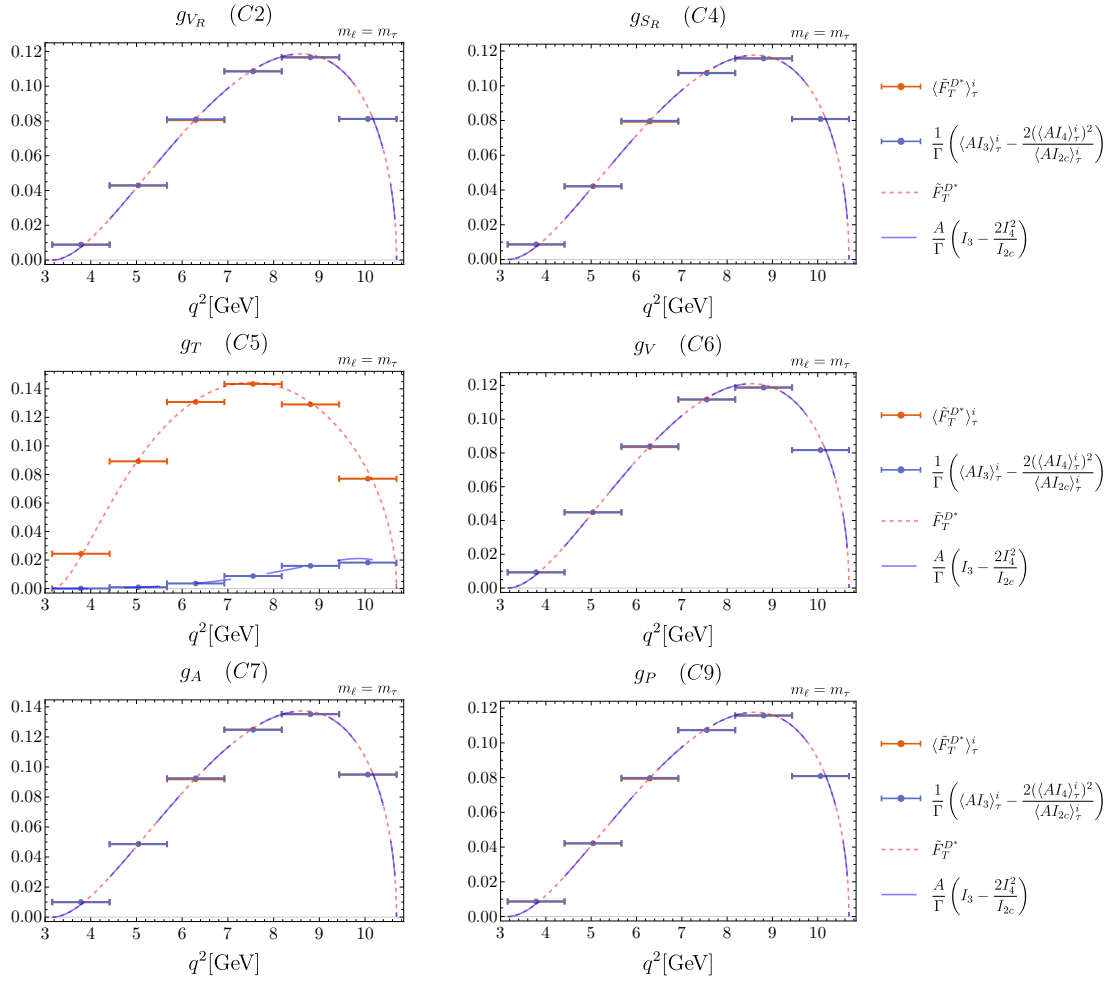 g_{V_R} (C2)
m_ℓ = m_τ
0.12
0.10
0.08
0.06
0.04
0.02
0.00
3 4 5 6 7 8 9 10
q^2[GeV]
g_{S_R} (C4)
m_ℓ = m_τ
0.12
0.10
0.08
0.06
0.04
0.02
0.00
3 4 5 6 7 8 9 10
q^2[GeV]
⟨F̃_T^{D*}⟩_τ^i
1/Γ (⟨AI_3⟩_τ^i − 2(⟨AI_4⟩_τ^i)^2/⟨AI_{2c}⟩_τ^i)
F̃_T^{D*}
A/Γ (I_3 − 2I_4^2/I_{2c})
g_T (C5)
m_ℓ = m_τ
0.14
0.12
0.10
0.08
0.06
0.04
0.02
0.00
3 4 5 6 7 8 9 10
q^2[GeV]
g_V (C6)
m_ℓ = m_τ
0.12
0.10
0.08
0.06
0.04
0.02
0.00
3 4 5 6 7 8 9 10
q^2[GeV]
⟨F̃_T^{D*}⟩_τ^i
1/Γ (⟨AI_3⟩_τ^i − 2(⟨AI_4⟩_τ^i)^2/⟨AI_{2c}⟩_τ^i)
F̃_T^{D*}
A/Γ (I_3 − 2I_4^2/I_{2c})
g_A (C7)
m_ℓ = m_τ
0.14
0.12
0.10
0.08
0.06
0.04
0.02
0.00
3 4 5 6 7 8 9 10
q^2[GeV]
g_P (C9)
m_ℓ = m_τ
0.12
0.10
0.08
0.06
0.04
0.02
0.00
3 4 5 6 7 8 9 10
q^2[GeV]
⟨F̃_T^{D*}⟩_τ^i
1/Γ (⟨AI_3⟩_τ^i − 2(⟨AI_4⟩_τ^i)^2/⟨AI_{2c}⟩_τ^i)
F̃_T^{D*}
A/Γ (I_3 − 2I_4^2/I_{2c})